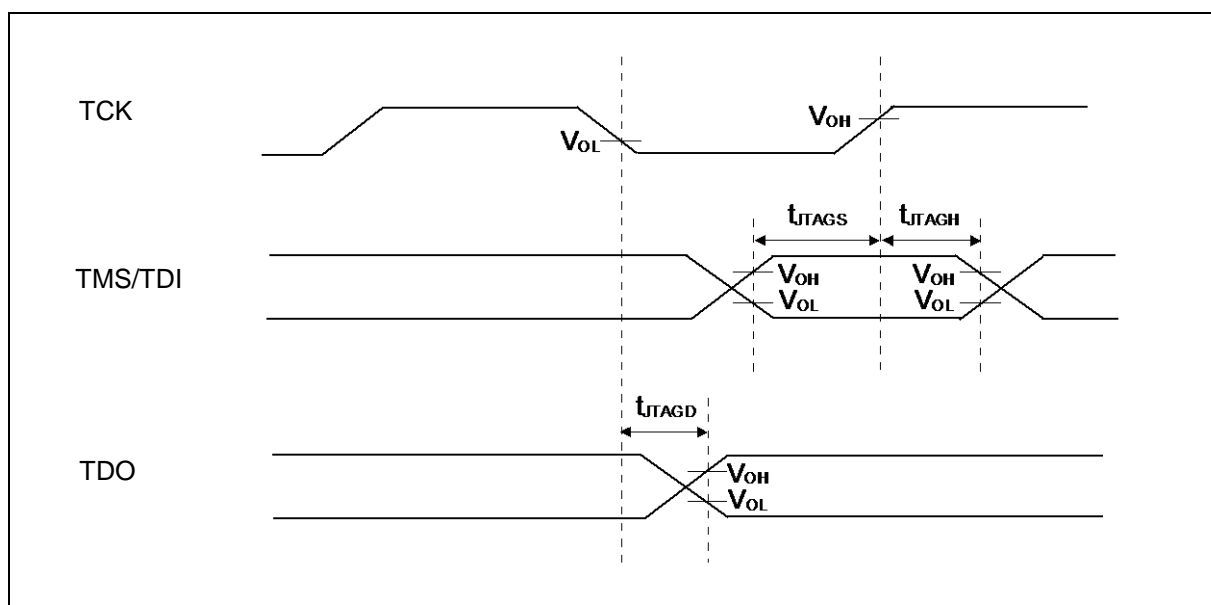 TCK
VOL
VOH
tJTAGS
tJTAGH
TMS/TDI
VOH
VOL
VOH
VOL
tJTAGD
TDO
VOH
VOL